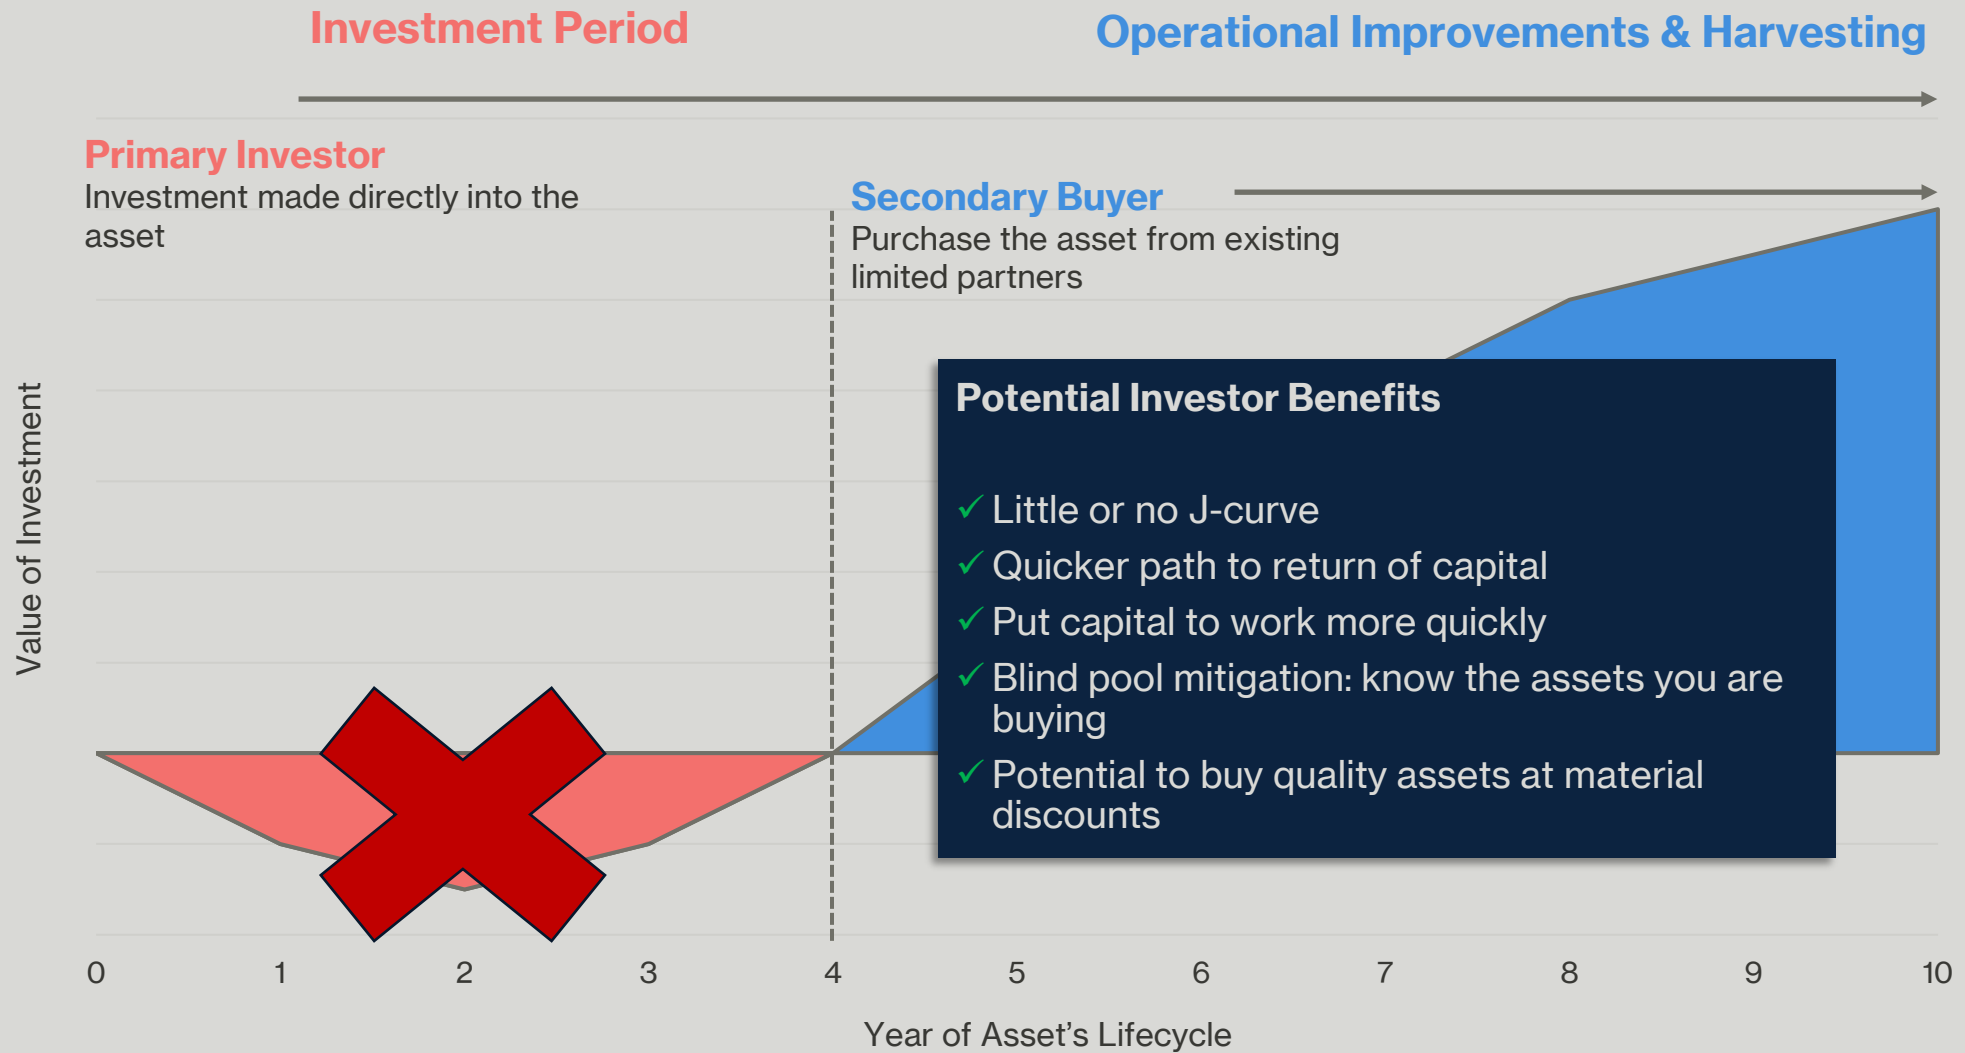 Investment Period
Operational Improvements & Harvesting
Primary Investor
Investment made directly into the
asset
Secondary Buyer
Purchase the asset from existing
limited partners
Value of Investment
Potential Investor Benefits
✓ Little or no J-curve
✓ Quicker path to return of capital
✓ Put capital to work more quickly
✓ Blind pool mitigation: know the assets you are
buying
✓ Potential to buy quality assets at material
discounts
0 1 2 3 4 5 6 7 8 9 10
Year of Asset’s Lifecycle